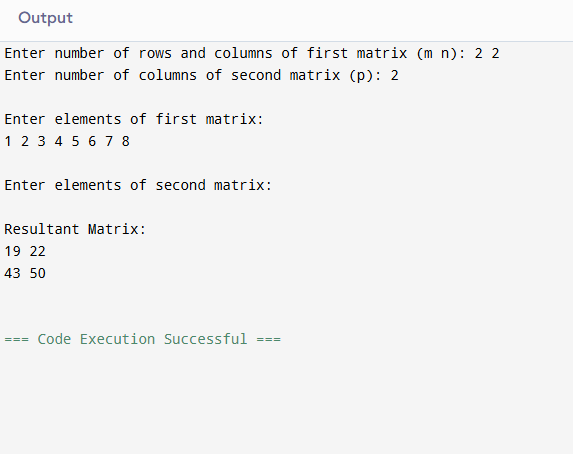 Output
Enter number of rows and columns of first matrix (m n): 2 2
Enter number of columns of second matrix (p): 2
Enter elements of first matrix:
1 2 3 4 5 6 7 8
Enter elements of second matrix:
Resultant Matrix:
19 22
43 50
=== Code Execution Successful ===